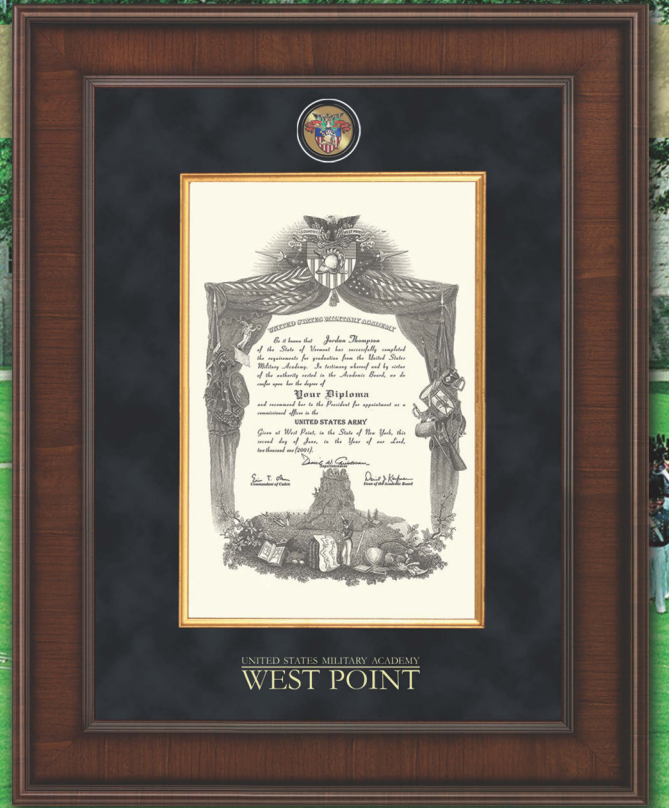 UNITED STATES MILITARY ACADEMY
Be it known that Jordan Thompson
of the State of Vermont has successfully completed
the requirements for graduation from the United States
Military Academy. In testimony whereof and by virtue
of the authority vested in the Academic Board, we do
confer upon her the degree of
Your Diploma
and recommend her to the President for appointment as a
commissioned officer in the
UNITED STATES ARMY
Given at West Point, in the State of New York, this
second day of June, in the Year of our Lord,
two thousand one (2001).
Superintendent
Commandant of Cadets Dean of the Academic Board
UNITED STATES MILITARY ACADEMY
WEST POINT